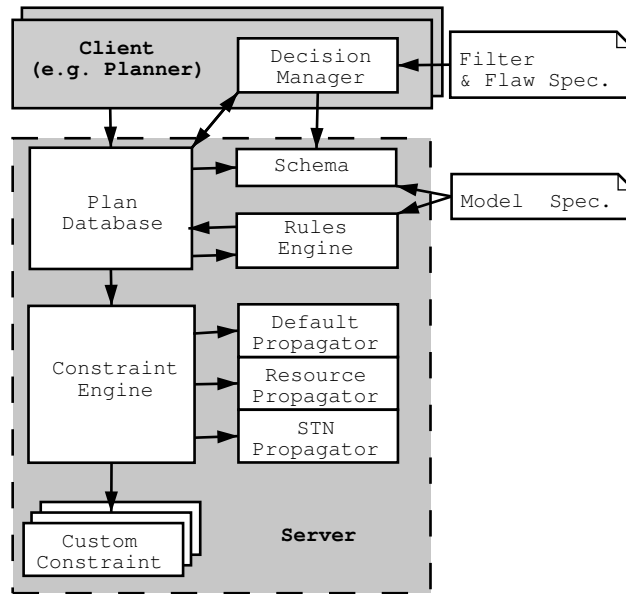 Client
(e.g. Planner)
Decision
Manager
Filter
& Flaw Spec.
Plan
Database
Schema
Rules
Engine
Model Spec.
Constraint
Engine
Default
Propagator
Resource
Propagator
STN
Propagator
Custom
Constraint
Server